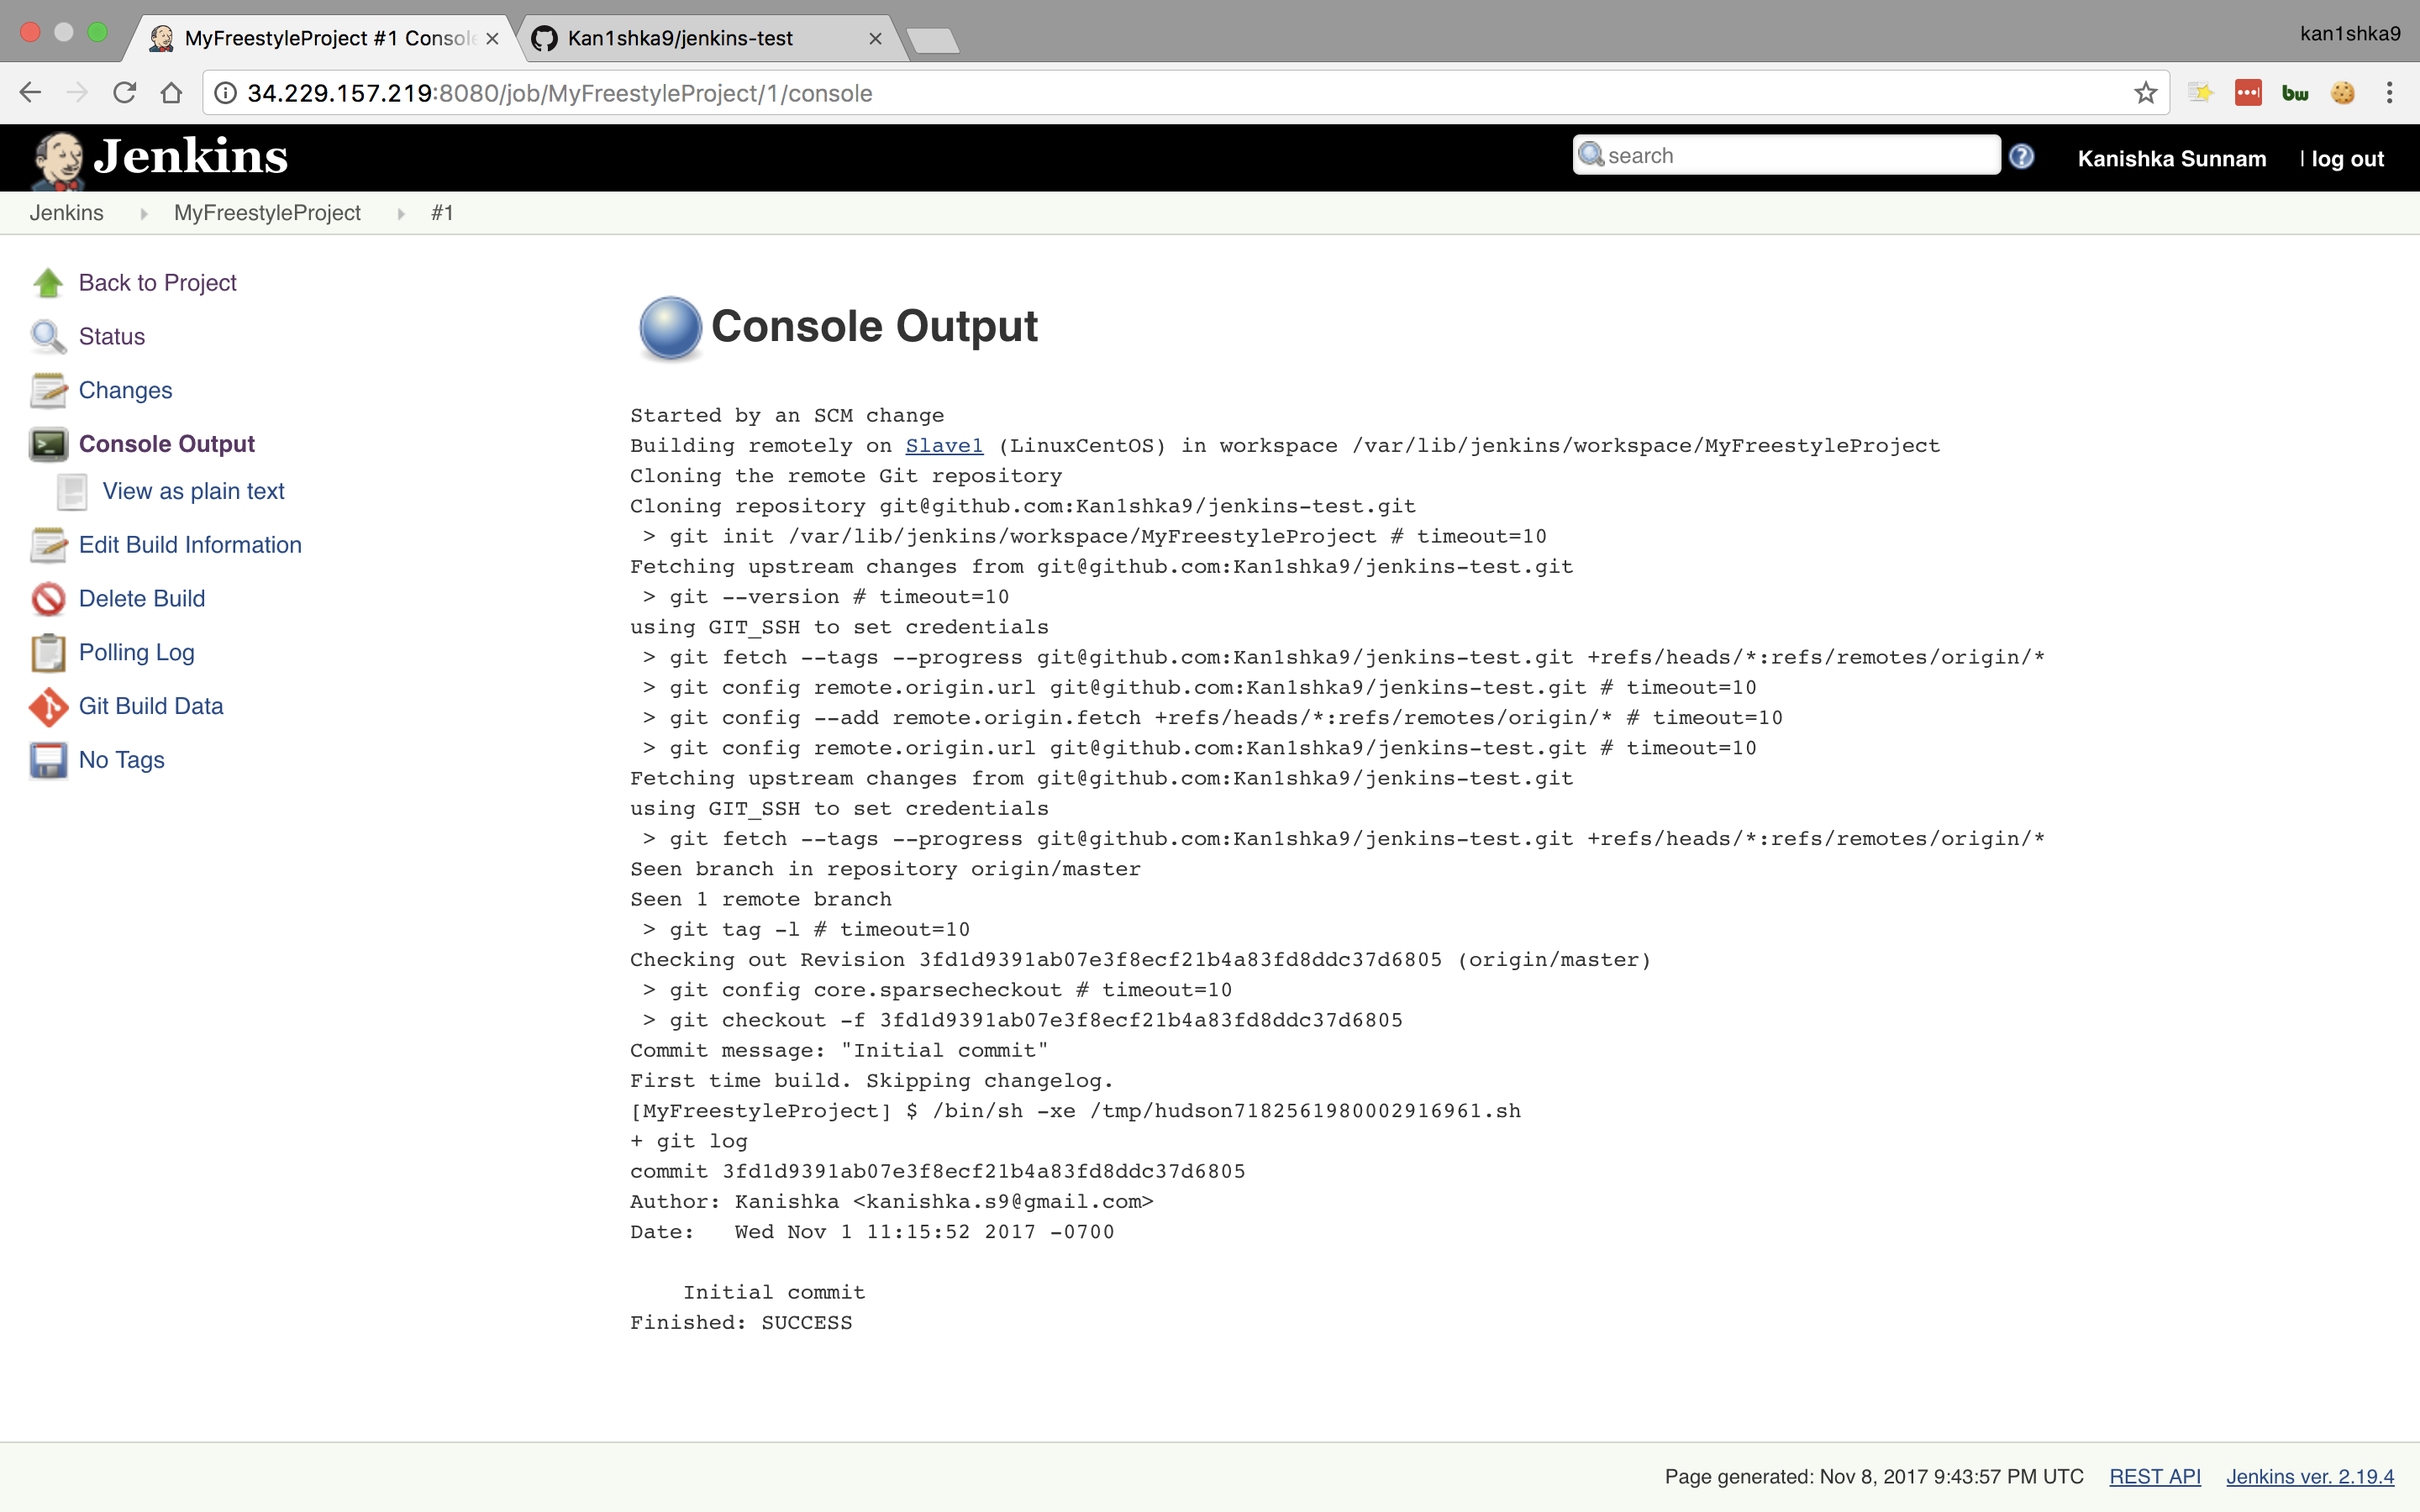 MyFreestyleProject #1 Console
Kan1shka9/jenkins-test
kan1shka9
34.229.157.219:8080/job/MyFreestyleProject/1/console
bw
Jenkins
search
Kanishka Sunnam
| log out
Jenkins
MyFreestyleProject
#1
Back to Project
Status
Changes
Console Output
View as plain text
Edit Build Information
Delete Build
Polling Log
Git Build Data
No Tags
Console Output
Started by an SCM change
Building remotely on Slave1 (LinuxCentOS) in workspace /var/lib/jenkins/workspace/MyFreestyleProject
Cloning the remote Git repository
Cloning repository git@github.com:Kan1shka9/jenkins-test.git
 > git init /var/lib/jenkins/workspace/MyFreestyleProject # timeout=10
Fetching upstream changes from git@github.com:Kan1shka9/jenkins-test.git
 > git --version # timeout=10
using GIT_SSH to set credentials
 > git fetch --tags --progress git@github.com:Kan1shka9/jenkins-test.git +refs/heads/*:refs/remotes/origin/*
 > git config remote.origin.url git@github.com:Kan1shka9/jenkins-test.git # timeout=10
 > git config --add remote.origin.fetch +refs/heads/*:refs/remotes/origin/* # timeout=10
 > git config remote.origin.url git@github.com:Kan1shka9/jenkins-test.git # timeout=10
Fetching upstream changes from git@github.com:Kan1shka9/jenkins-test.git
using GIT_SSH to set credentials
 > git fetch --tags --progress git@github.com:Kan1shka9/jenkins-test.git +refs/heads/*:refs/remotes/origin/*
Seen branch in repository origin/master
Seen 1 remote branch
 > git tag -l # timeout=10
Checking out Revision 3fd1d9391ab07e3f8ecf21b4a83fd8ddc37d6805 (origin/master)
 > git config core.sparsecheckout # timeout=10
 > git checkout -f 3fd1d9391ab07e3f8ecf21b4a83fd8ddc37d6805
Commit message: "Initial commit"
First time build. Skipping changelog.
[MyFreestyleProject] $ /bin/sh -xe /tmp/hudson7182561980002916961.sh
+ git log
commit 3fd1d9391ab07e3f8ecf21b4a83fd8ddc37d6805
Author: Kanishka <kanishka.s9@gmail.com>
Date:   Wed Nov 1 11:15:52 2017 -0700
    Initial commit
Finished: SUCCESS
Page generated: Nov 8, 2017 9:43:57 PM UTC
REST API
Jenkins ver. 2.19.4